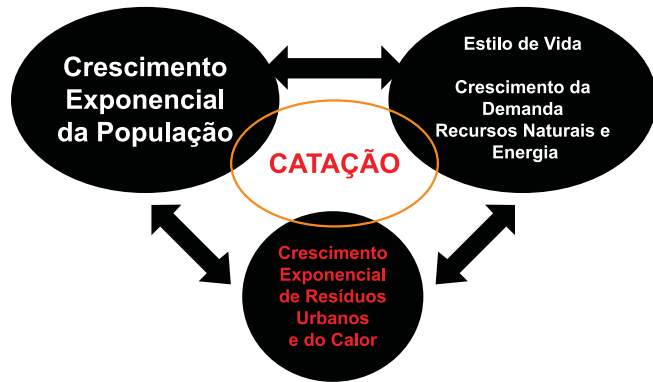 Crescimento
Exponencial
da População
Estilo de Vida
Crescimento da
Demanda
Recursos Naturais e
Energia
CATAÇÃO
Crescimento
Exponencial
de Resíduos
Urbanos
e do Calor